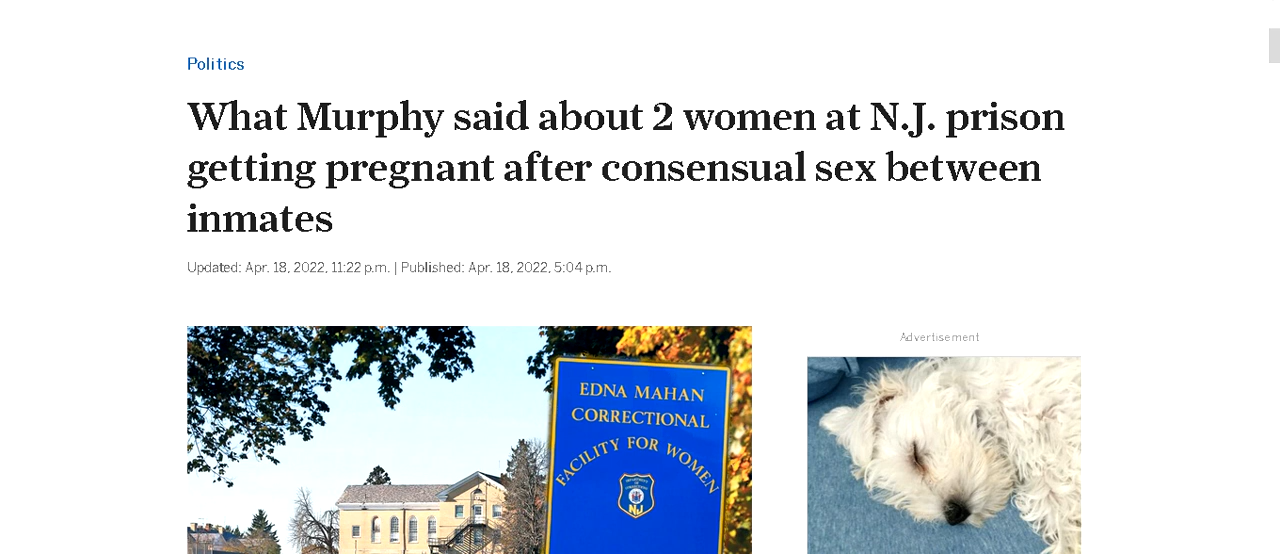 Politics
What Murphy said about 2 women at N.J. prison
getting pregnant after consensual sex between
inmates
Updated: Apr. 18, 2022, 11:22 p.m. | Published: Apr. 18, 2022, 5:04 p.m.
Advertisement
EDNA MAHAN
CORRECTIONAL
FACILITY FOR WOMEN
NJ